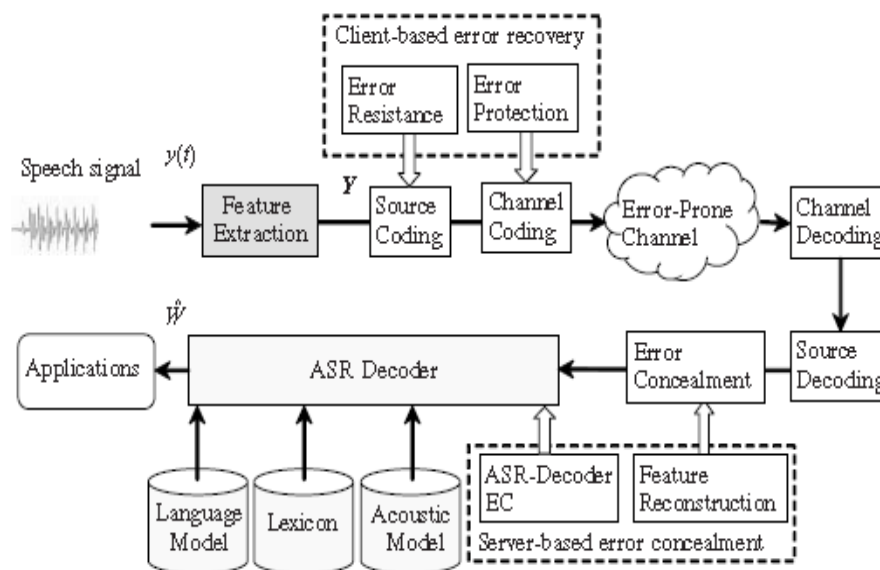 Client-based error recovery
Error
Resistance
Error
Protection
Speech signal
y(t)
Feature
Extraction
Y
Source
Coding
Channel
Coding
Error-Prone
Channel
Channel
Decoding
Source
Decoding
Error
Concealment
ASR Decoder
Ŵ
Applications
Language
Model
Lexicon
Acoustic
Model
ASR-Decoder
EC
Feature
Reconstruction
Server-based error concealment